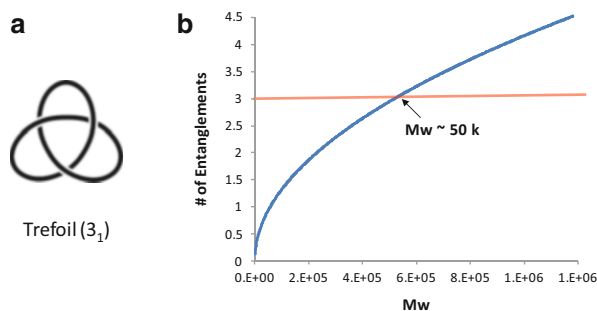 a
Trefoil (3₁)
b
# of Entanglements
4.5
4
3.5
3
2.5
2
1.5
1
0.5
0
Mw ~ 50 k
0.E+00 2.E+05 4.E+05 6.E+05 8.E+05 1.E+06 1.E+06
Mw